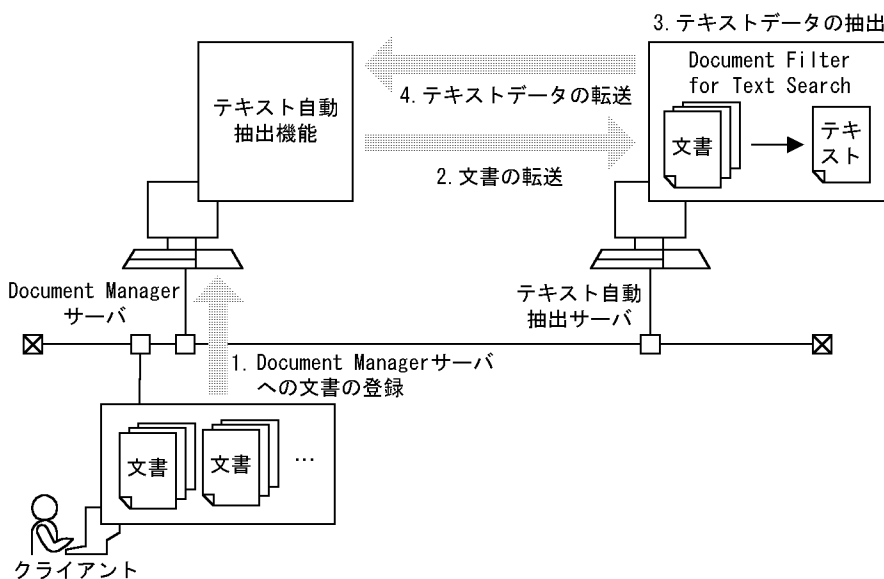 3.テキストデータの抽出
Document Filter
for Text Search
文書
テキ
スト
テキスト自動
抽出機能
4.テキストデータの転送
2.文書の転送
Document Manager
サーバ
テキスト自動
抽出サーバ
1.Document Managerサーバ
への文書の登録
文書
文書
…
クライアント